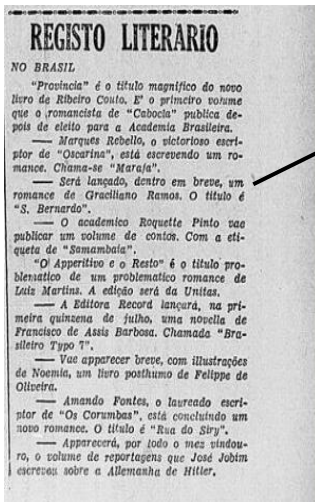 REGISTO LITERARIO
NO BRASIL
"Provincia" é o titulo magnifico do novo
livro de Ribeiro Couto. E' o primeiro volume
que o romancista de "Cabocla" publica de-
pois de eleito para a Academia Brasileira.
— Marques Rebello, o victorioso escri-
ptor de "Oscarina", está escrevendo um ro-
mance. Chama-se "Marafa".
— Será lançado, dentro em breve, um
romance de Graciliano Ramos. O titulo é
"S. Bernardo".
— O academico Roquette Pinto vae
publicar um volume de contos. Com a eti-
queta de "Samambaia".
"O Apperitivo e o Resto" é o titulo pro-
blematico de um problematico romance de
Luiz Martins. A edição será da Unitas.
— A Editora Record lançará, na pri-
meira quinzena de julho, uma novella de
Francisco de Assis Barbosa. Chamada "Bra-
sileiro Typo 7".
— Vae apparecer breve, com illustrações
de Noemia, um livro posthumo de Felippe de
Oliveira.
— Amando Fontes, o laureado escri-
ptor de "Os Corumbas", está concluindo um
novo romance. O titulo é "Rua do Siry".
— Apparecerá, por todo o mez vindou-
ro, o volume de reportagens que José Jobim
escreveu sobre a Allemanha de Hitler.